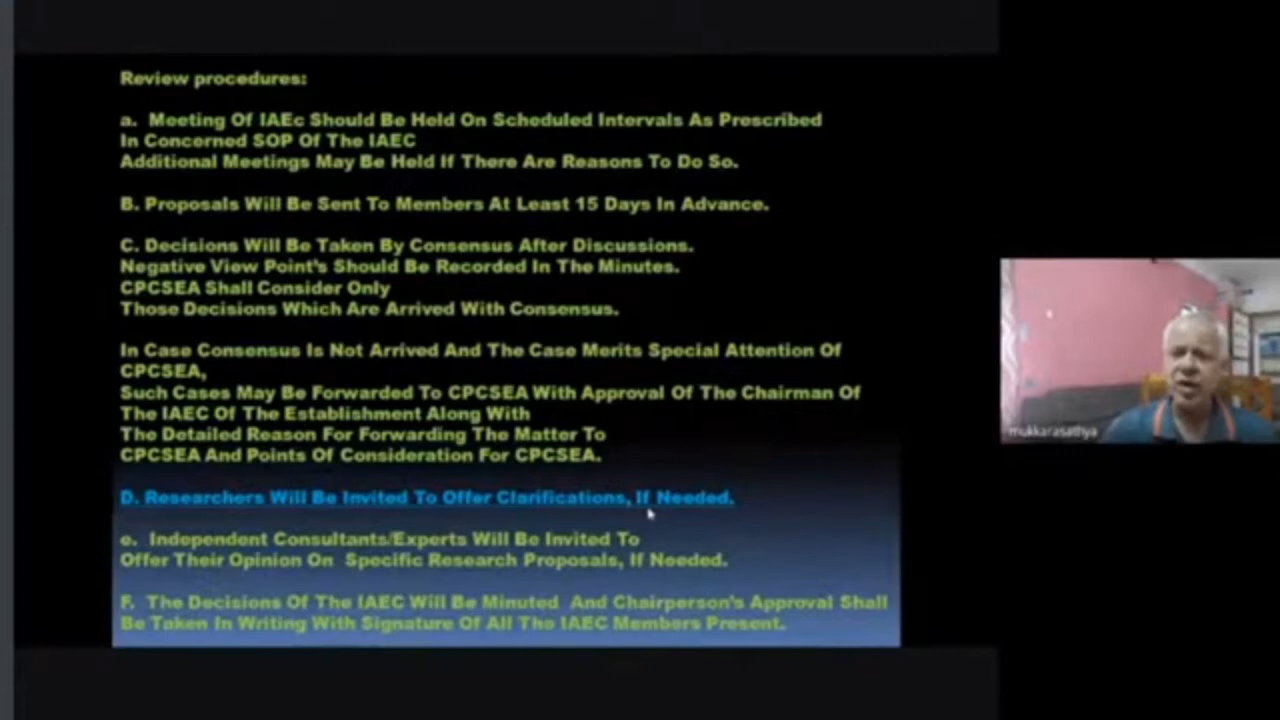 Review procedures:
a. Meeting Of IAEc Should Be Held On Scheduled Intervals As Prescribed
In Concerned SOP Of The IAEC
Additional Meetings May Be Held If There Are Reasons To Do So.
B. Proposals Will Be Sent To Members At Least 15 Days In Advance.
C. Decisions Will Be Taken By Consensus After Discussions.
Negative View Point's Should Be Recorded In The Minutes.
CPCSEA Shall Consider Only
Those Decisions Which Are Arrived With Consensus.
In Case Consensus Is Not Arrived And The Case Merits Special Attention Of
CPCSEA,
Such Cases May Be Forwarded To CPCSEA With Approval Of The Chairman Of
The IAEC Of The Establishment Along With
The Detailed Reason For Forwarding The Matter To
CPCSEA And Points Of Consideration For CPCSEA.
D. Researchers Will Be Invited To Offer Clarifications, If Needed.
e. Independent Consultants/Experts Will Be Invited To
Offer Their Opinion On Specific Research Proposals, If Needed.
F. The Decisions Of The IAEC Will Be Minuted And Chairperson's Approval Shall
Be Taken In Writing With Signature Of All The IAEC Members Present.
mukkarasathya